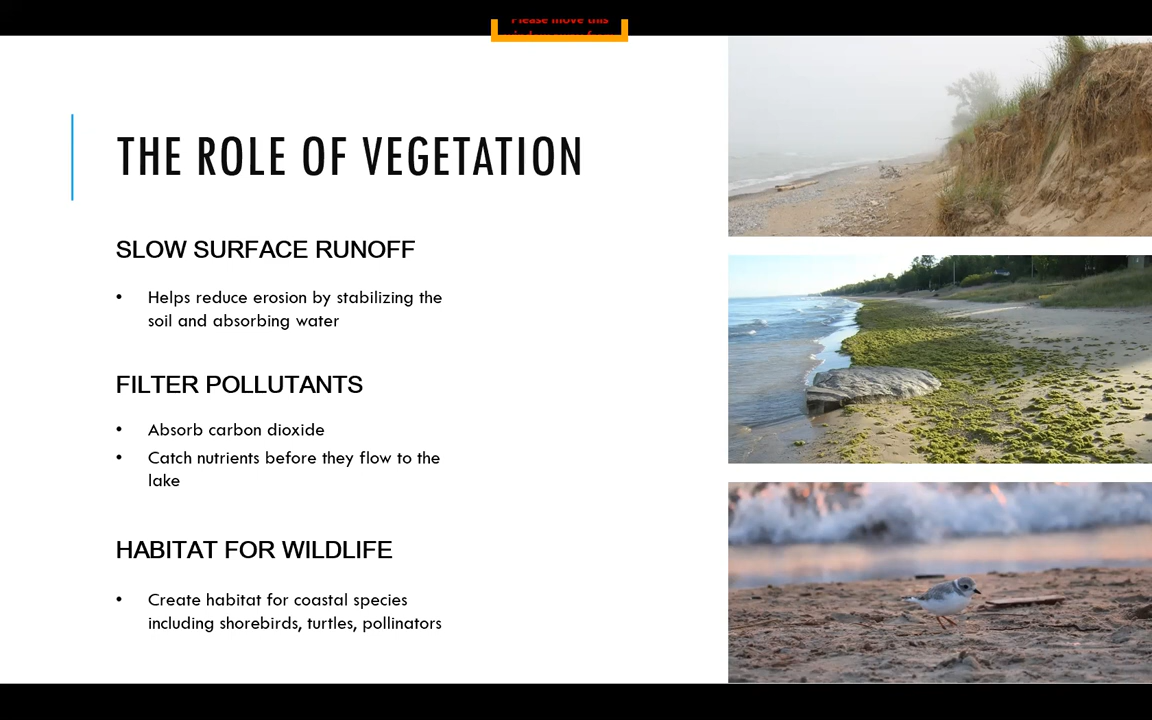 Please move this
THE ROLE OF VEGETATION
SLOW SURFACE RUNOFF
• Helps reduce erosion by stabilizing the
soil and absorbing water
FILTER POLLUTANTS
• Absorb carbon dioxide
• Catch nutrients before they flow to the
lake
HABITAT FOR WILDLIFE
• Create habitat for coastal species
including shorebirds, turtles, pollinators